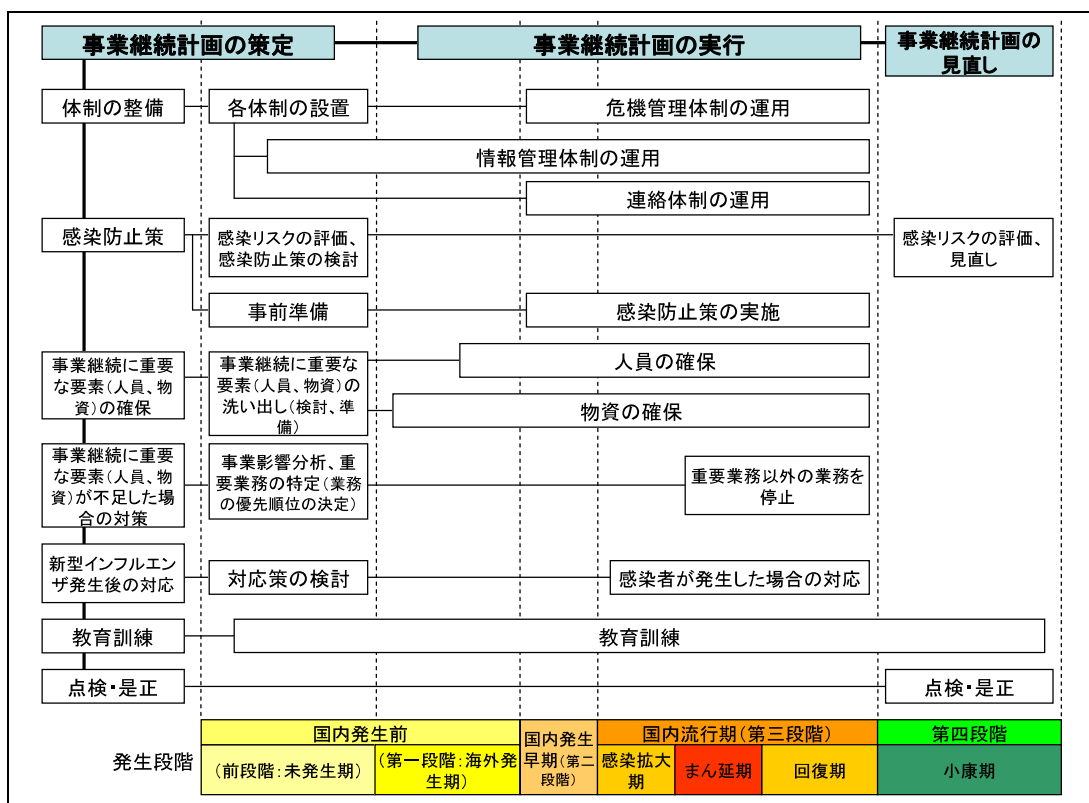 事業継続計画の策定
事業継続計画の実行
事業継続計画の
見直し
体制の整備
各体制の設置
危機管理体制の運用
情報管理体制の運用
連絡体制の運用
感染防止策
感染リスクの評価、
感染防止策の検討
感染リスクの評価、
見直し
事前準備
感染防止策の実施
事業継続に重要
な要素(人員、物
資)の確保
事業継続に重要な
要素(人員、物資)の
洗い出し(検討、準
備)
人員の確保
物資の確保
事業継続に重要
な要素(人員、物
資)が不足した場
合の対策
事業影響分析、重
要業務の特定(業務
の優先順位の決定)
重要業務以外の業務を
停止
新型インフルエン
ザ発生後の対応
対応策の検討
感染者が発生した場合の対応
教育訓練
教育訓練
点検・是正
点検・是正
発生段階
国内発生前
(前段階:未発生期)
(第一段階:海外発
生期)
国内発生
早期(第二
段階)
国内流行期(第三段階)
感染拡大
期
まん延期
回復期
第四段階
小康期